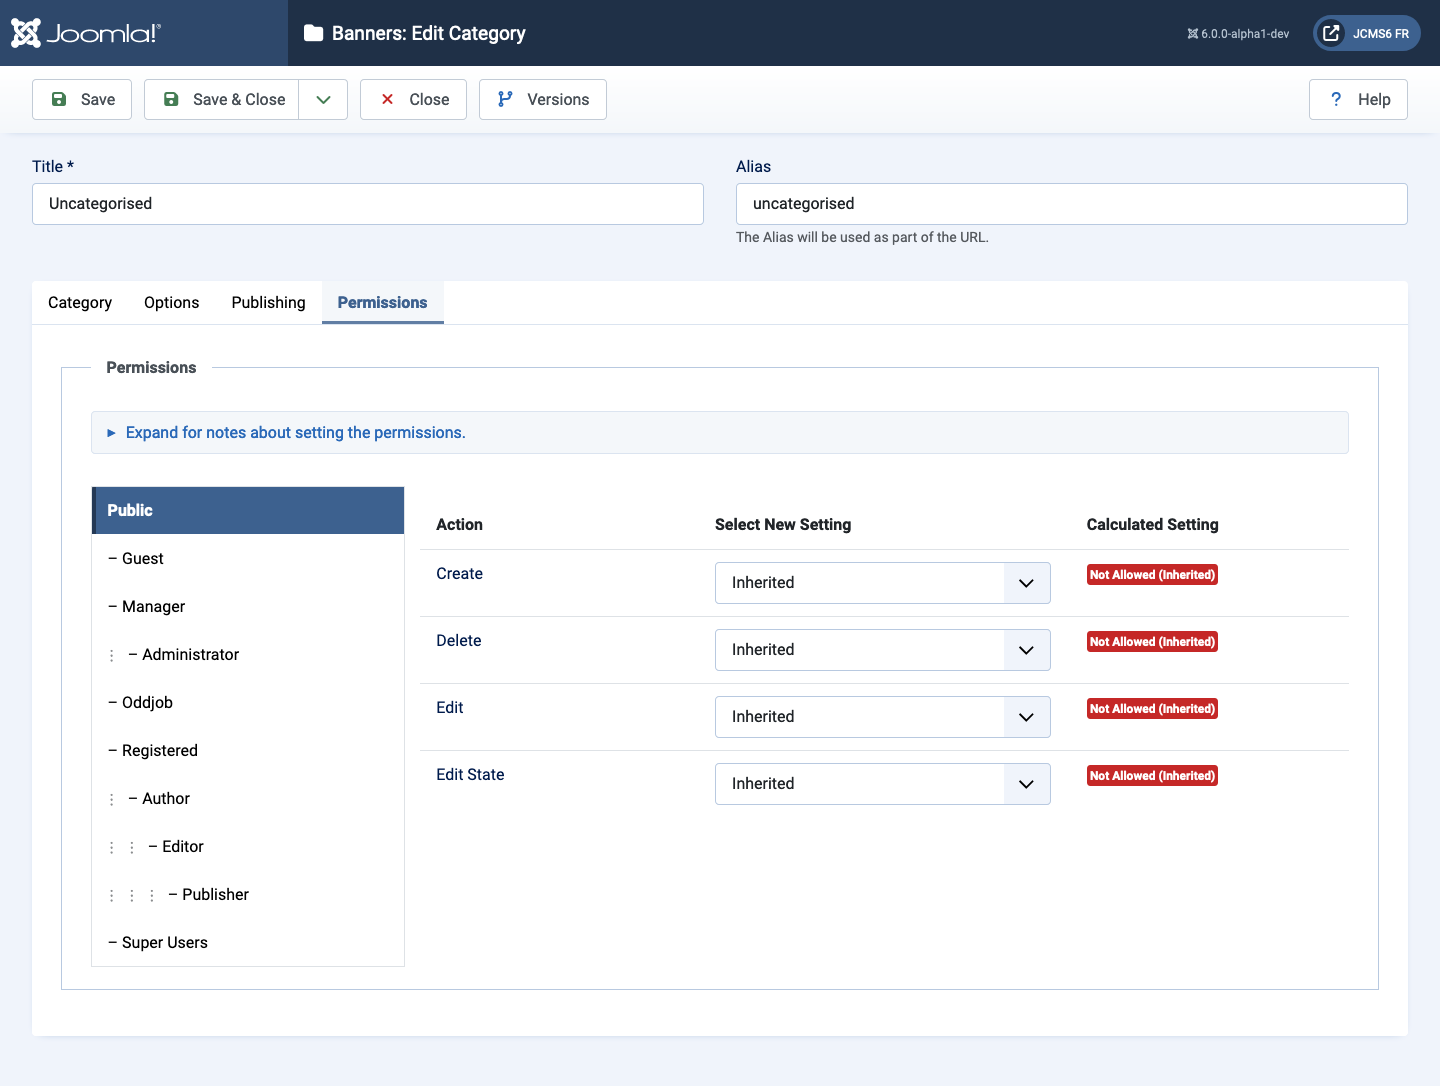 Joomla!®
Banners: Edit Category
6.0.0-alpha1-dev
JCMS6 FR
Save
Save & Close
Close
Versions
? Help
Title *
Alias
Uncategorised
uncategorised
The Alias will be used as part of the URL.
Category
Options
Publishing
Permissions
Permissions
Expand for notes about setting the permissions.
Public
– Guest
– Manager
– Administrator
– Oddjob
– Registered
– Author
– Editor
– Publisher
– Super Users
Action
Select New Setting
Calculated Setting
Create
Inherited
Not Allowed (Inherited)
Delete
Inherited
Not Allowed (Inherited)
Edit
Inherited
Not Allowed (Inherited)
Edit State
Inherited
Not Allowed (Inherited)